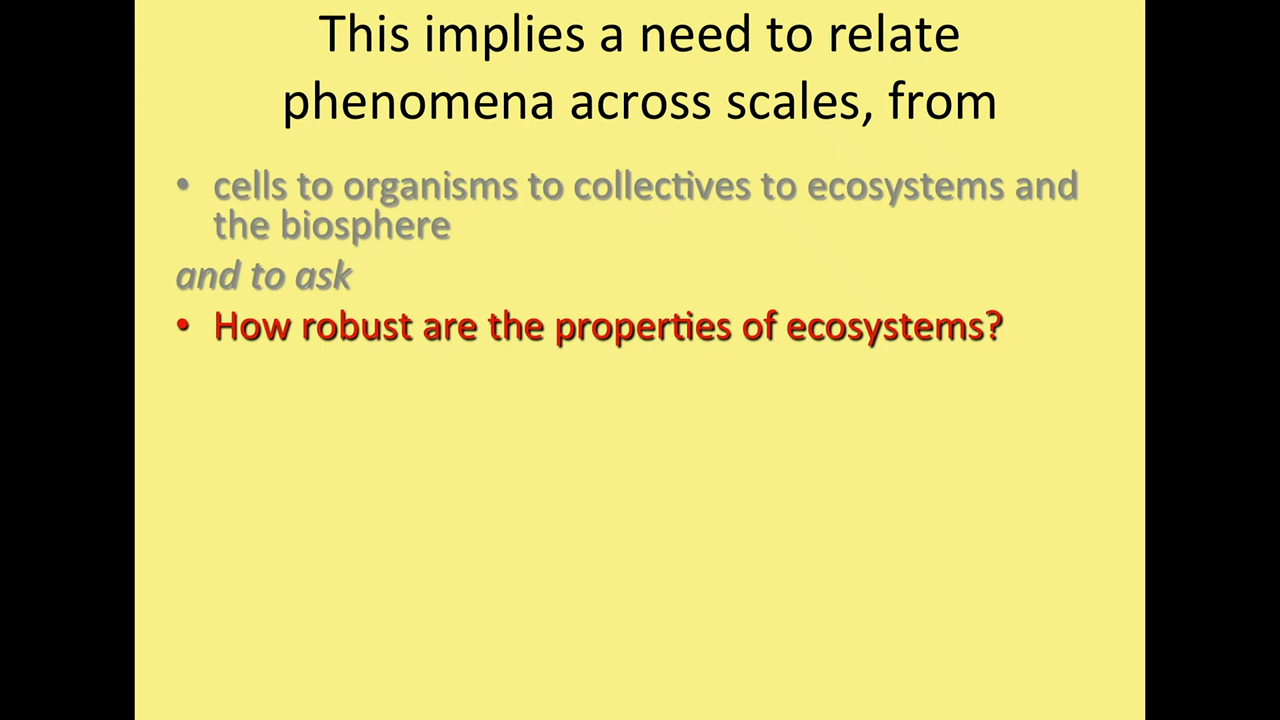 This implies a need to relate
phenomena across scales, from
• cells to organisms to collectives to ecosystems and
the biosphere
and to ask
• How robust are the properties of ecosystems?